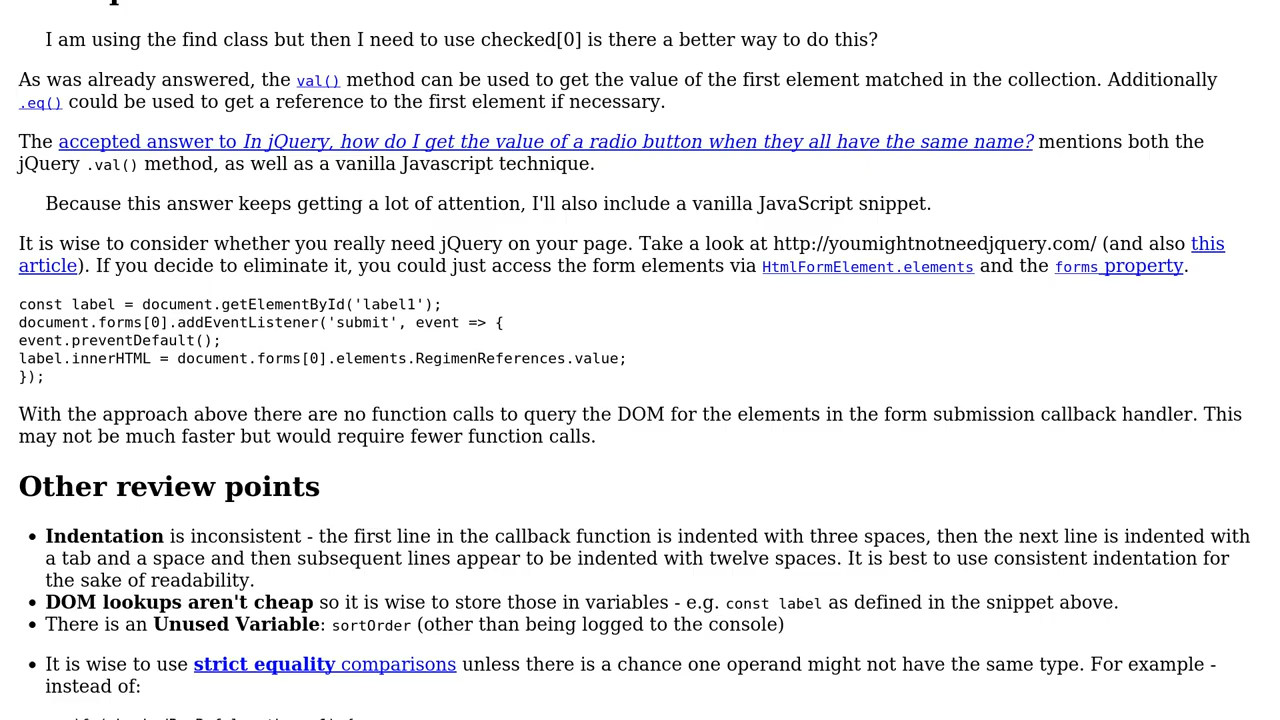 I am using the find class but then I need to use checked[0] is there a better way to do this?
As was already answered, the val() method can be used to get the value of the first element matched in the collection. Additionally
.eq() could be used to get a reference to the first element if necessary.
The accepted answer to In jQuery, how do I get the value of a radio button when they all have the same name? mentions both the
jQuery .val() method, as well as a vanilla Javascript technique.
Because this answer keeps getting a lot of attention, I'll also include a vanilla JavaScript snippet.
It is wise to consider whether you really need jQuery on your page. Take a look at http://youmightnotneedjquery.com/ (and also this
article). If you decide to eliminate it, you could just access the form elements via HtmlFormElement.elements and the forms property.
const label = document.getElementById('label1');
document.forms[0].addEventListener('submit', event => {
event.preventDefault();
label.innerHTML = document.forms[0].elements.RegimenReferences.value;
});
With the approach above there are no function calls to query the DOM for the elements in the form submission callback handler. This
may not be much faster but would require fewer function calls.
Other review points
• Indentation is inconsistent - the first line in the callback function is indented with three spaces, then the next line is indented with
a tab and a space and then subsequent lines appear to be indented with twelve spaces. It is best to use consistent indentation for
the sake of readability.
• DOM lookups aren't cheap so it is wise to store those in variables - e.g. const label as defined in the snippet above.
• There is an Unused Variable: sortOrder (other than being logged to the console)
• It is wise to use strict equality comparisons unless there is a chance one operand might not have the same type. For example -
instead of: